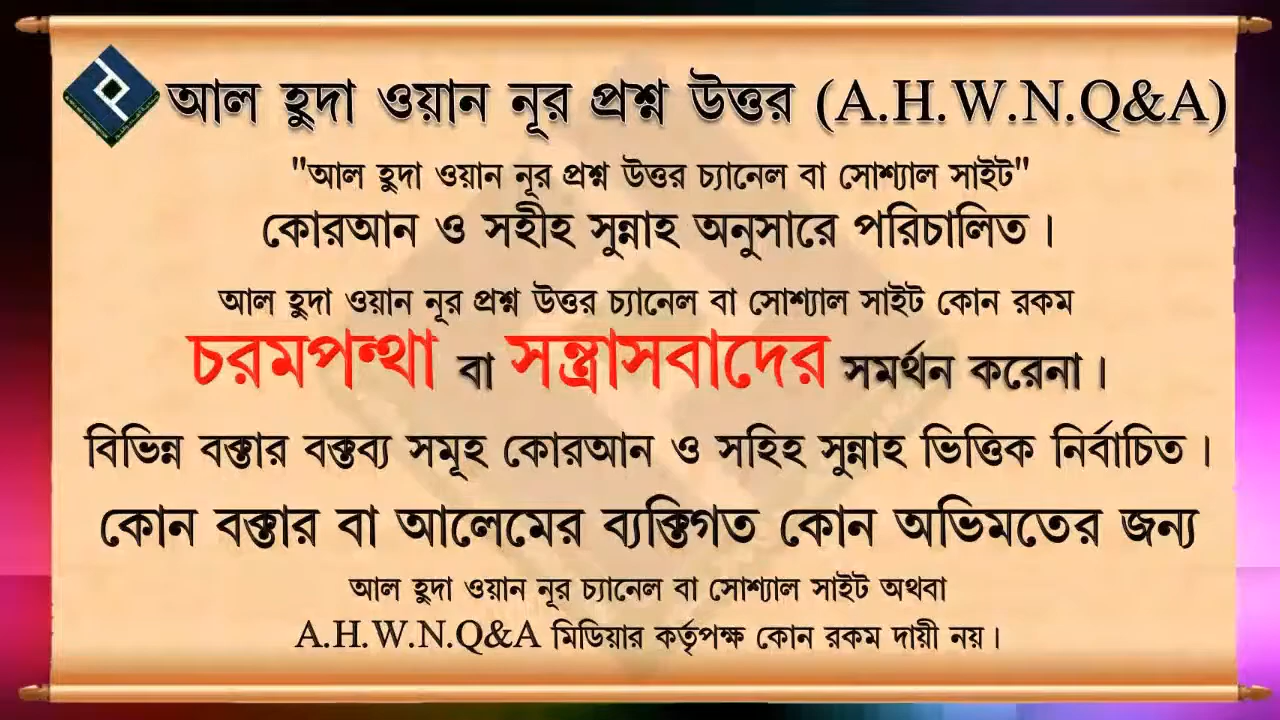 আল হুদা ওয়ান নূর প্রশ্ন উত্তর (A.H.W.N.Q&A)
"আল হুদা ওয়ান নূর প্রশ্ন উত্তর চ্যানেল বা সোশ্যাল সাইট"
কোরআন ও সহীহ সুন্নাহ অনুসারে পরিচালিত।
আল হুদা ওয়ান নূর প্রশ্ন উত্তর চ্যানেল বা সোশ্যাল সাইট কোন রকম
চরমপন্থা বা সন্ত্রাসবাদের সমর্থন করেনা।
বিভিন্ন বক্তার বক্তব্য সমূহ কোরআন ও সহিহ সুন্নাহ ভিত্তিক নির্বাচিত।
কোন বক্তার বা আলেমের ব্যক্তিগত কোন অভিমতের জন্য
আল হুদা ওয়ান নূর চ্যানেল বা সোশ্যাল সাইট অথবা
A.H.W.N.Q&A মিডিয়ার কর্তৃপক্ষ কোন রকম দায়ী নয়।